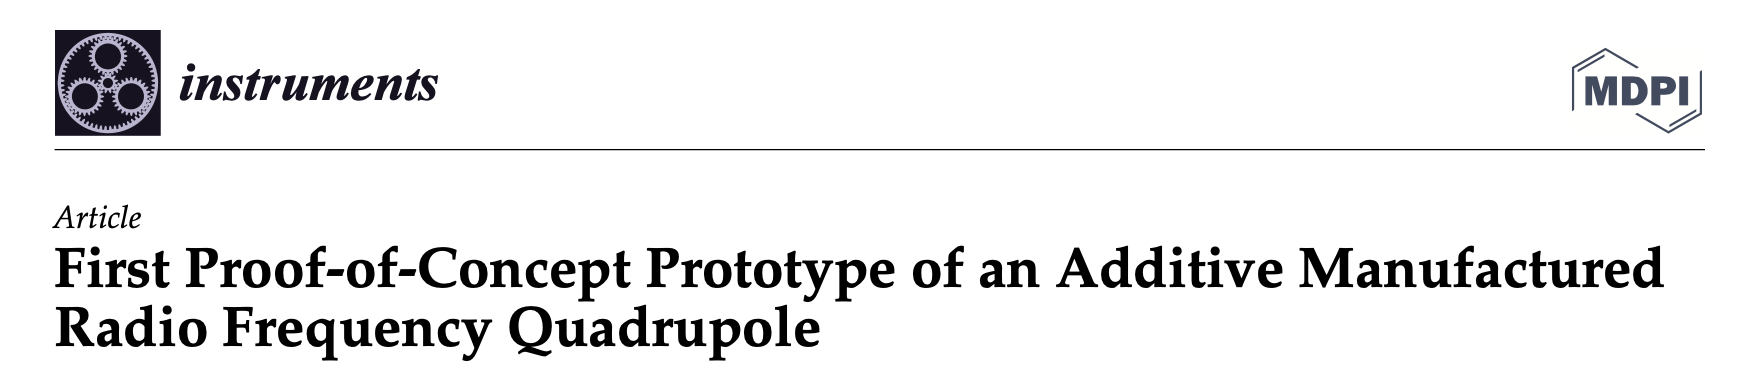 instruments
MDPI
Article
First Proof-of-Concept Prototype of an Additive Manufactured
Radio Frequency Quadrupole